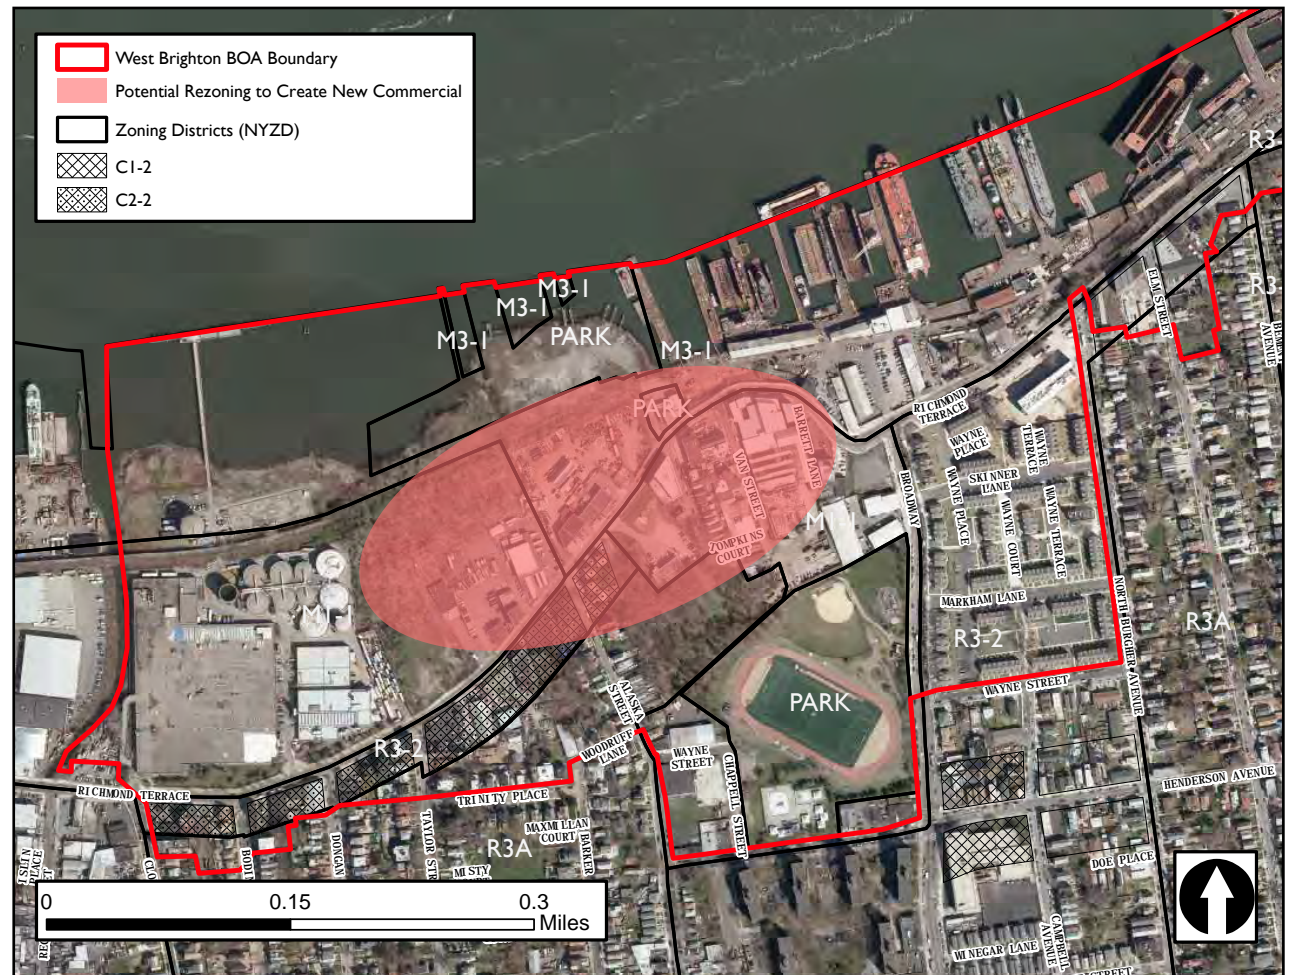 West Brighton BOA Boundary
Potential Rezoning to Create New Commercial
Zoning Districts (NYZD)
C1-2
C2-2
M3-1
M3-1
M3-1
PARK
M3-1
PARK
RICHMOND
TERRACE
ELM STREET
AVENUE
BARRETT LANE
VAN STREET
TOMPKINS
COURT
BROADWAY
WAYNE
PLACE
WAYNE
TERRACE
SKINNER
LANE
WAYNE PLACE
WAYNE COURT
WAYNE TERRACE
MARKHAM LANE
NORTH BURGHER AVENUE
R3A
R3-2
WAYNE STREET
M1-1
M1-1
PARK
ALASKA
STREET
WOODRUFF
LANE
WAYNE
STREET
CHAPPELL STREET
R3-2
RICHMOND TERRACE
TRINITY PLACE
MAXMILLAN
COURT
BARKER
R3A
MISTY
DONGAN
HENDERSON AVENUE
DOE PLACE
WINEGAR LANE
CAMPBELL
AVENUE
0
0.15
0.3
Miles